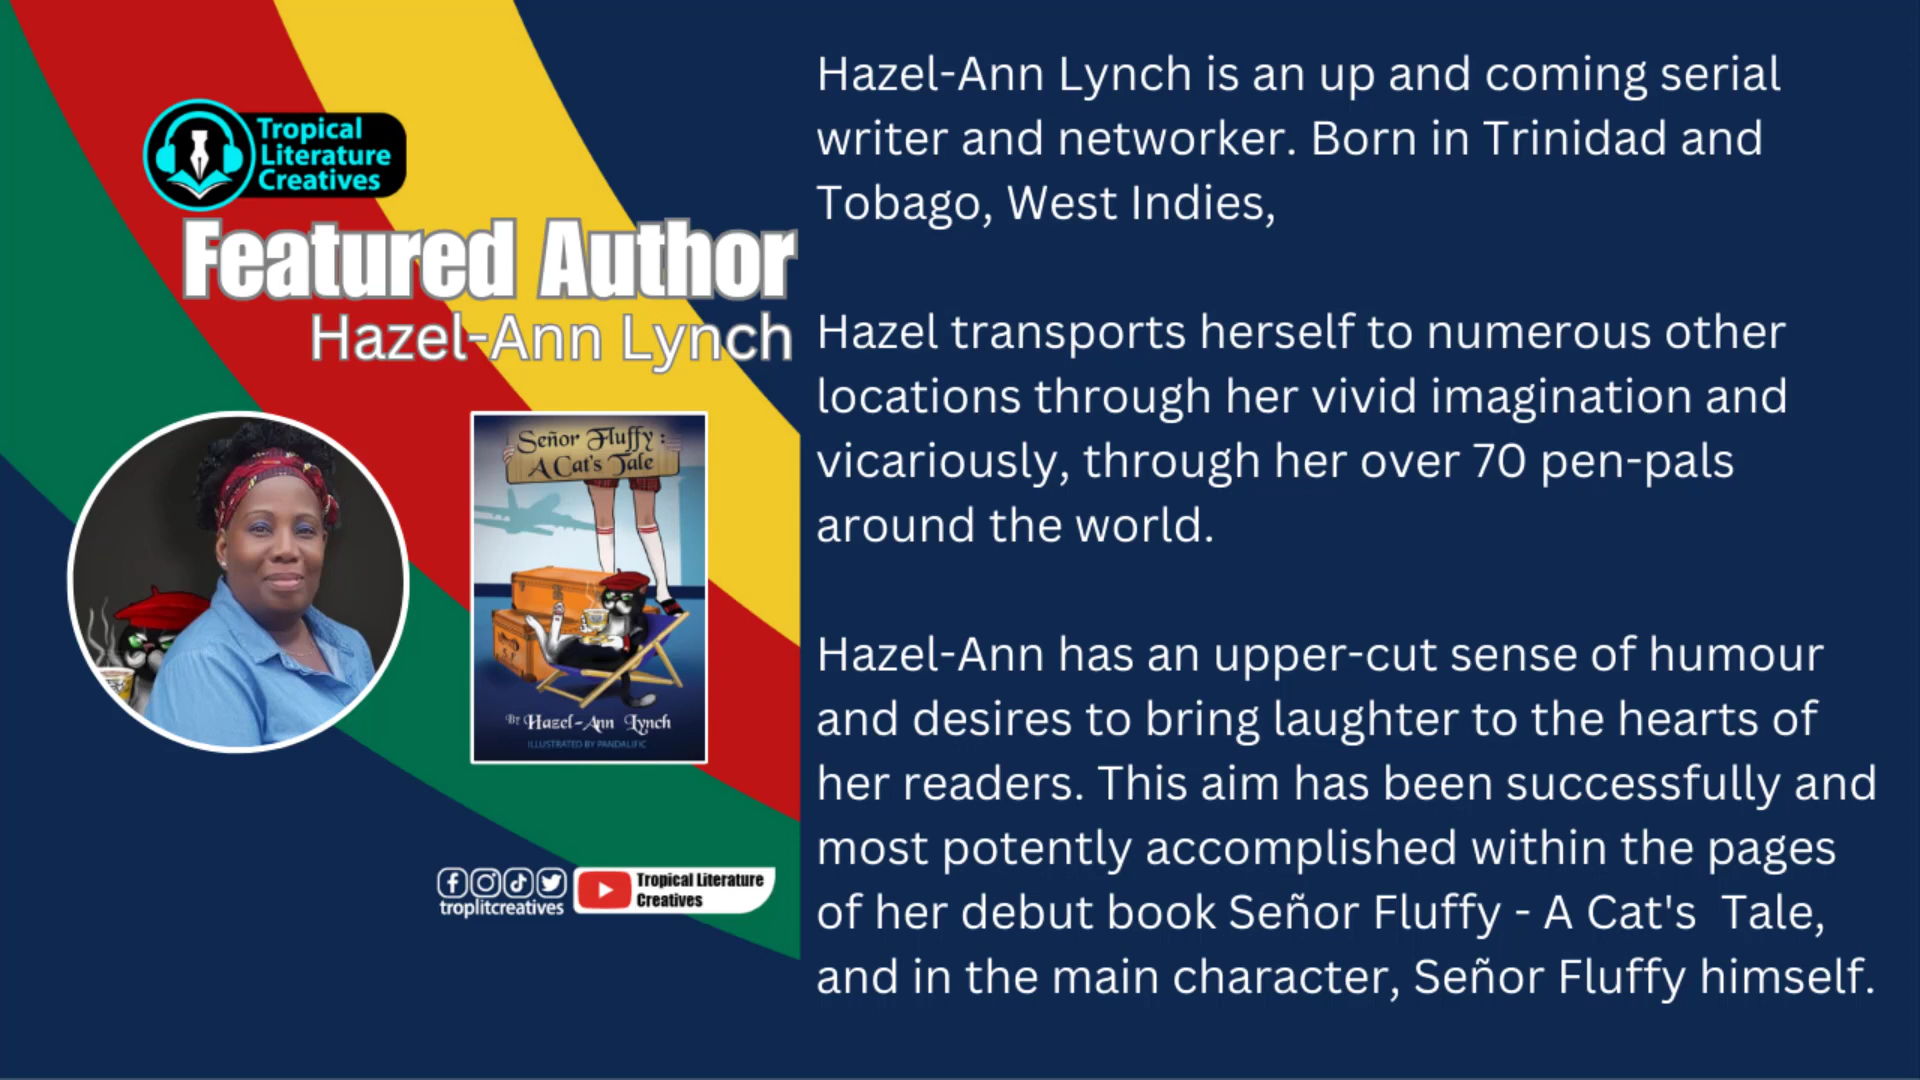 Tropical
Literature
Creatives
Featured Author
Hazel-Ann Lynch
Señor Fluffy :
A Cat's Tale
S F
By Hazel-Ann Lynch
ILLUSTRATED BY PANDALIFIC
troplitcreatives
Tropical Literature
Creatives
Hazel-Ann Lynch is an up and coming serial
writer and networker. Born in Trinidad and
Tobago, West Indies,
Hazel transports herself to numerous other
locations through her vivid imagination and
vicariously, through her over 70 pen-pals
around the world.
Hazel-Ann has an upper-cut sense of humour
and desires to bring laughter to the hearts of
her readers. This aim has been successfully and
most potently accomplished within the pages
of her debut book Señor Fluffy - A Cat's  Tale,
and in the main character, Señor Fluffy himself.